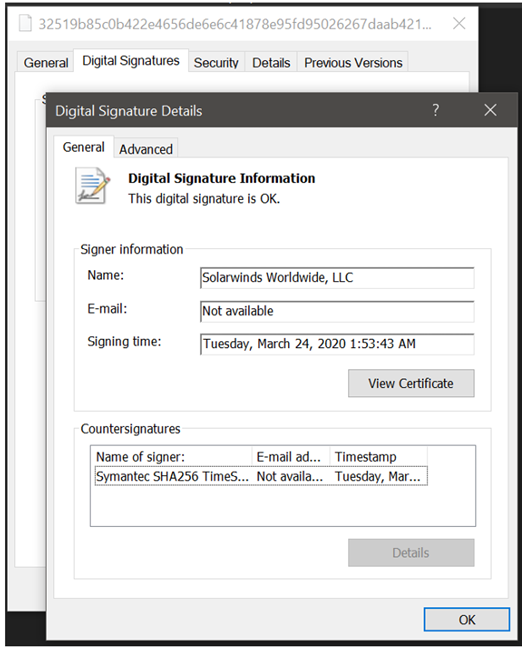 32519b85c0b422e4656de6e6c41878e95fd95026267daab421...
General Digital Signatures Security Details Previous Versions
S
Digital Signature Details ?
General Advanced
Digital Signature Information
This digital signature is OK.
Signer information
Name: Solarwinds Worldwide, LLC
E-mail: Not available
Signing time: Tuesday, March 24, 2020 1:53:43 AM
View Certificate
Countersignatures
Name of signer: E-mail ad... Timestamp
Symantec SHA256 TimeS... Not availa... Tuesday, Mar...
Details
OK